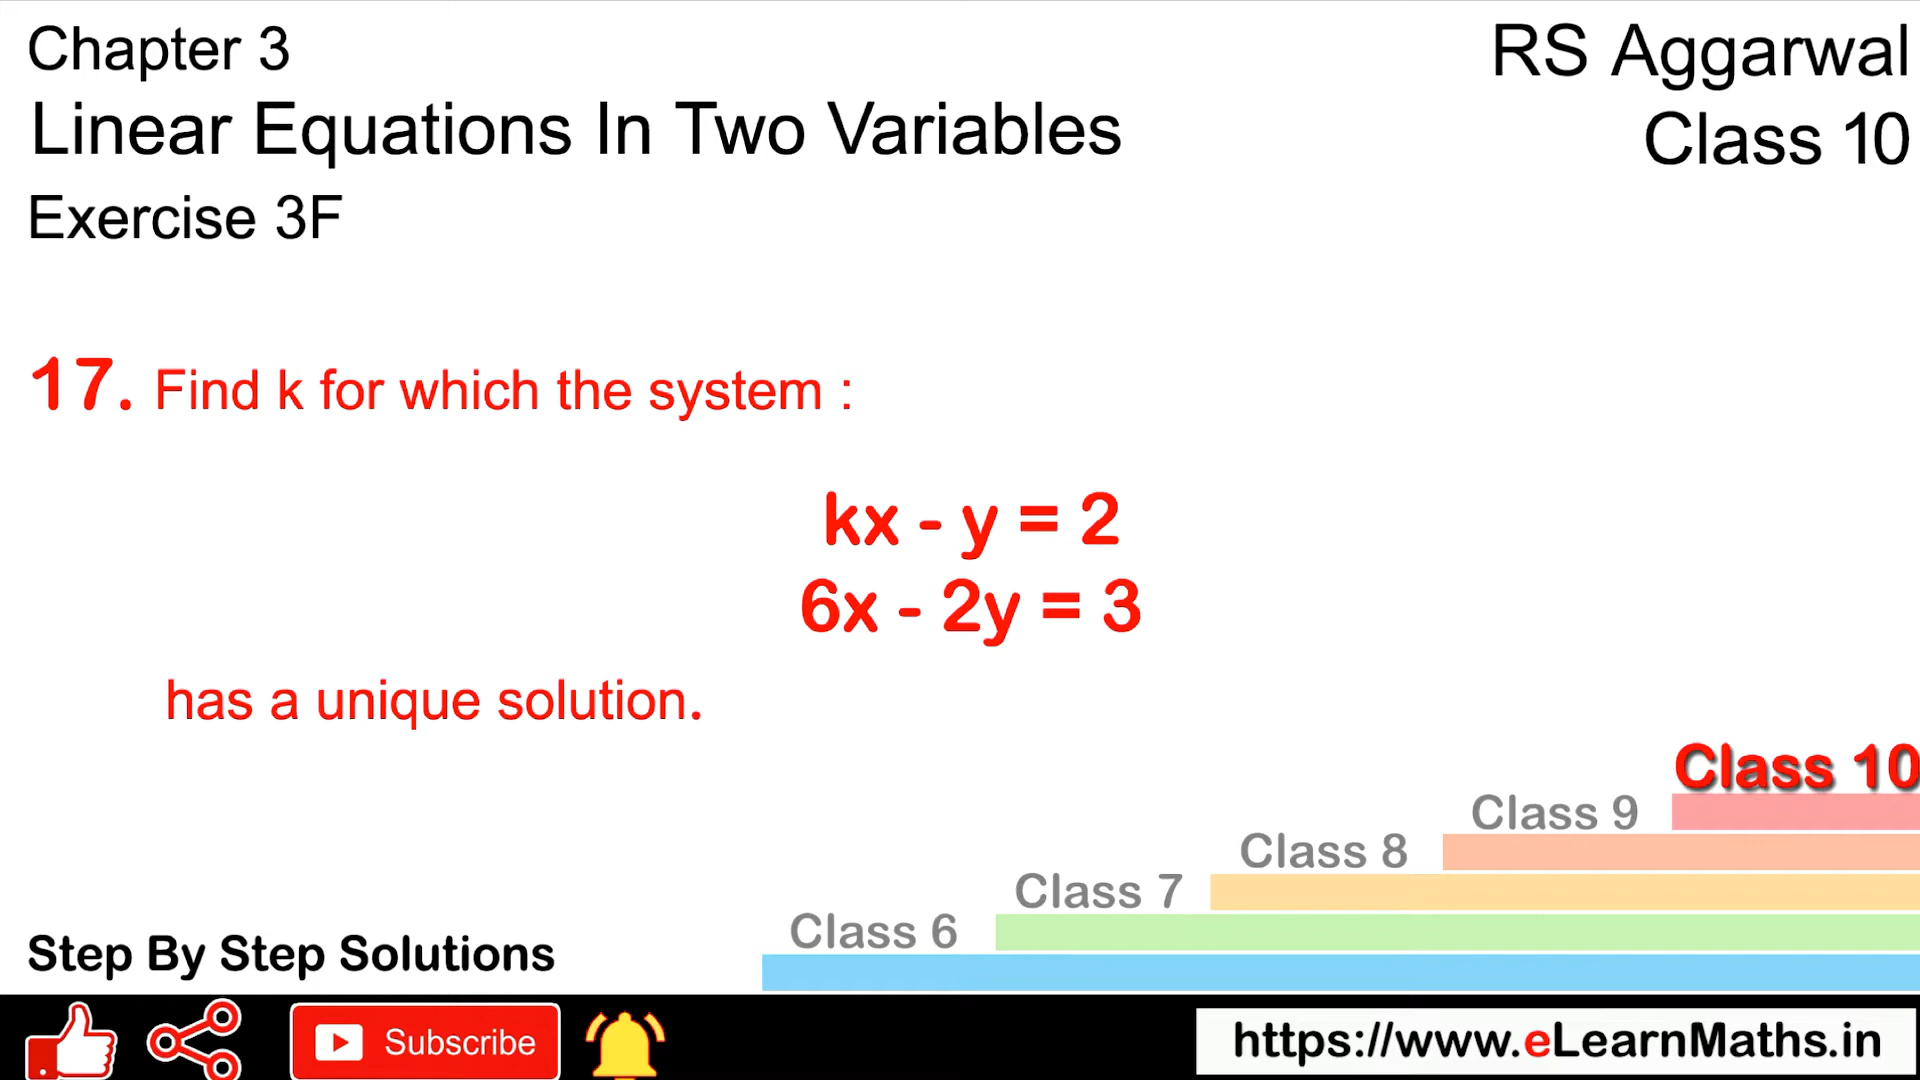 Chapter 3
Linear Equations In Two Variables
Exercise 3F
RS Aggarwal
Class 10
17. Find k for which the system :
kx - y = 2
6x - 2y = 3
has a unique solution.
Class 10
Class 9
Class 8
Class 7
Class 6
Step By Step Solutions
Subscribe
https://www.eLearnMaths.in